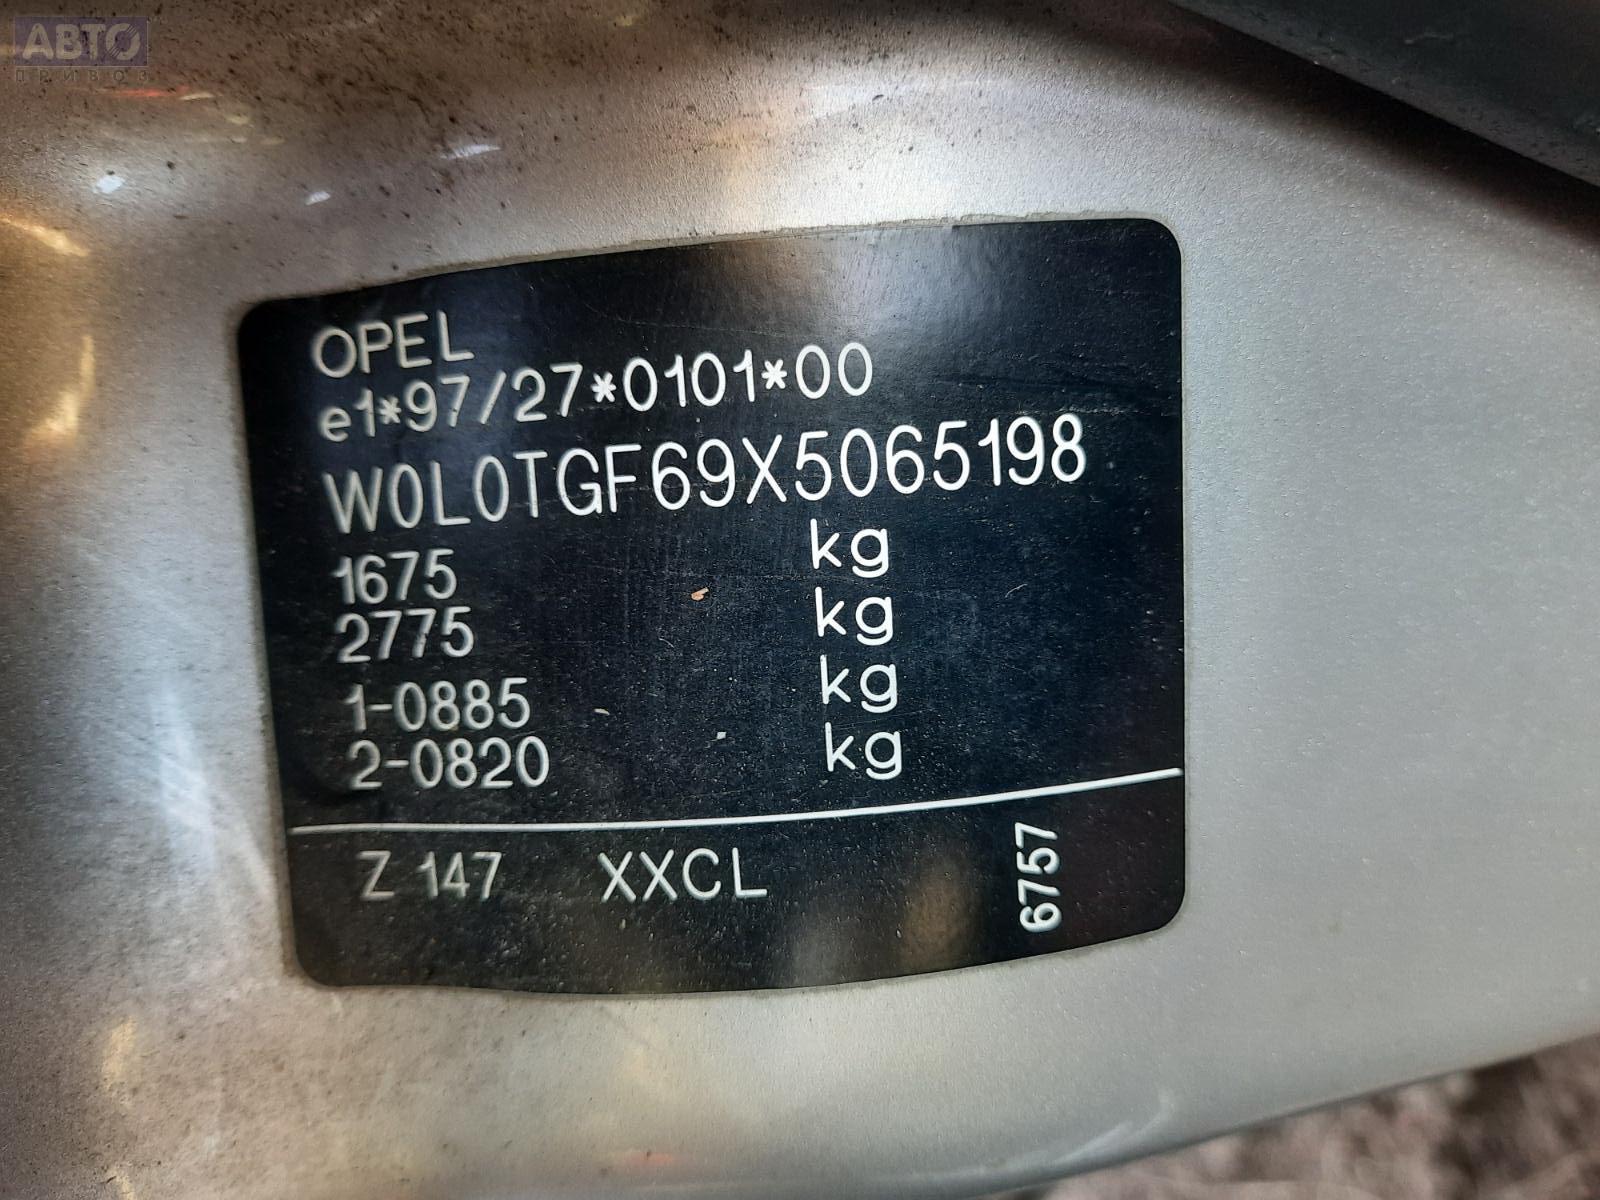 АВТО
ПРИВОЗ
OPEL
e1*97/27*0101*00
W0L0TGF69X5065198
1675 kg
2775 kg
1-0885 kg
2-0820 kg
Z 147 XXCL
6757